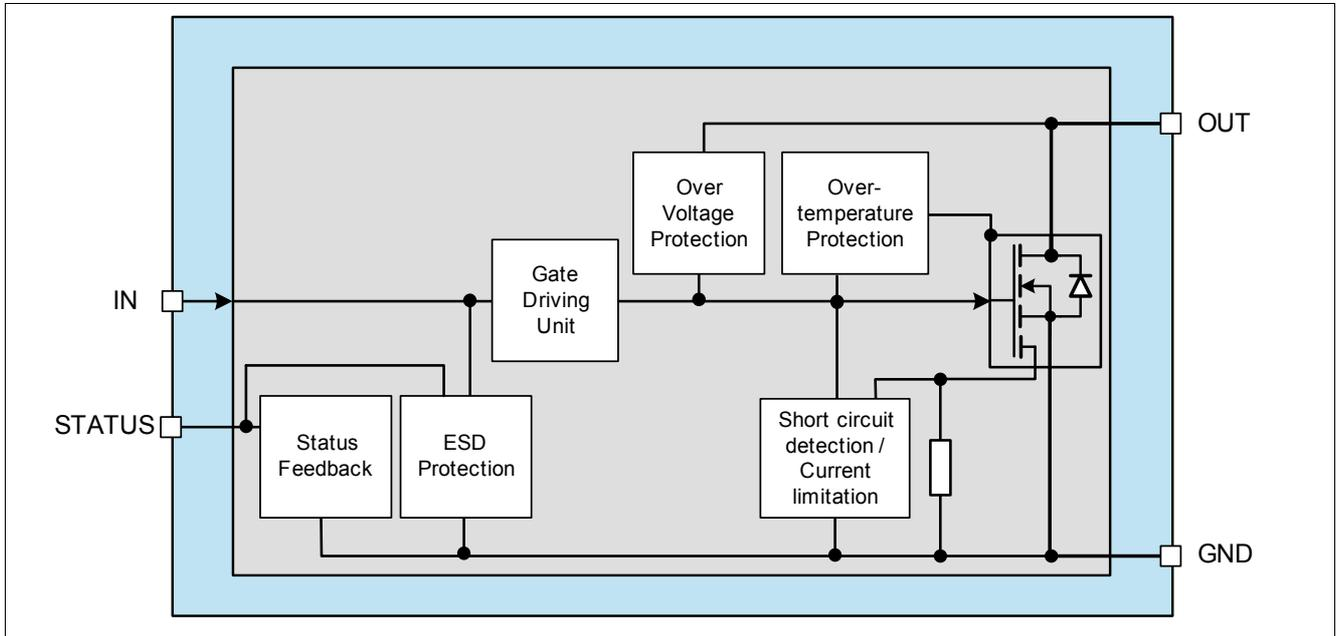 OUT
Over
Voltage
Protection
Over-
temperature
Protection
IN
Gate
Driving
Unit
STATUS
Status
Feedback
ESD
Protection
Short circuit
detection /
Current
limitation
GND